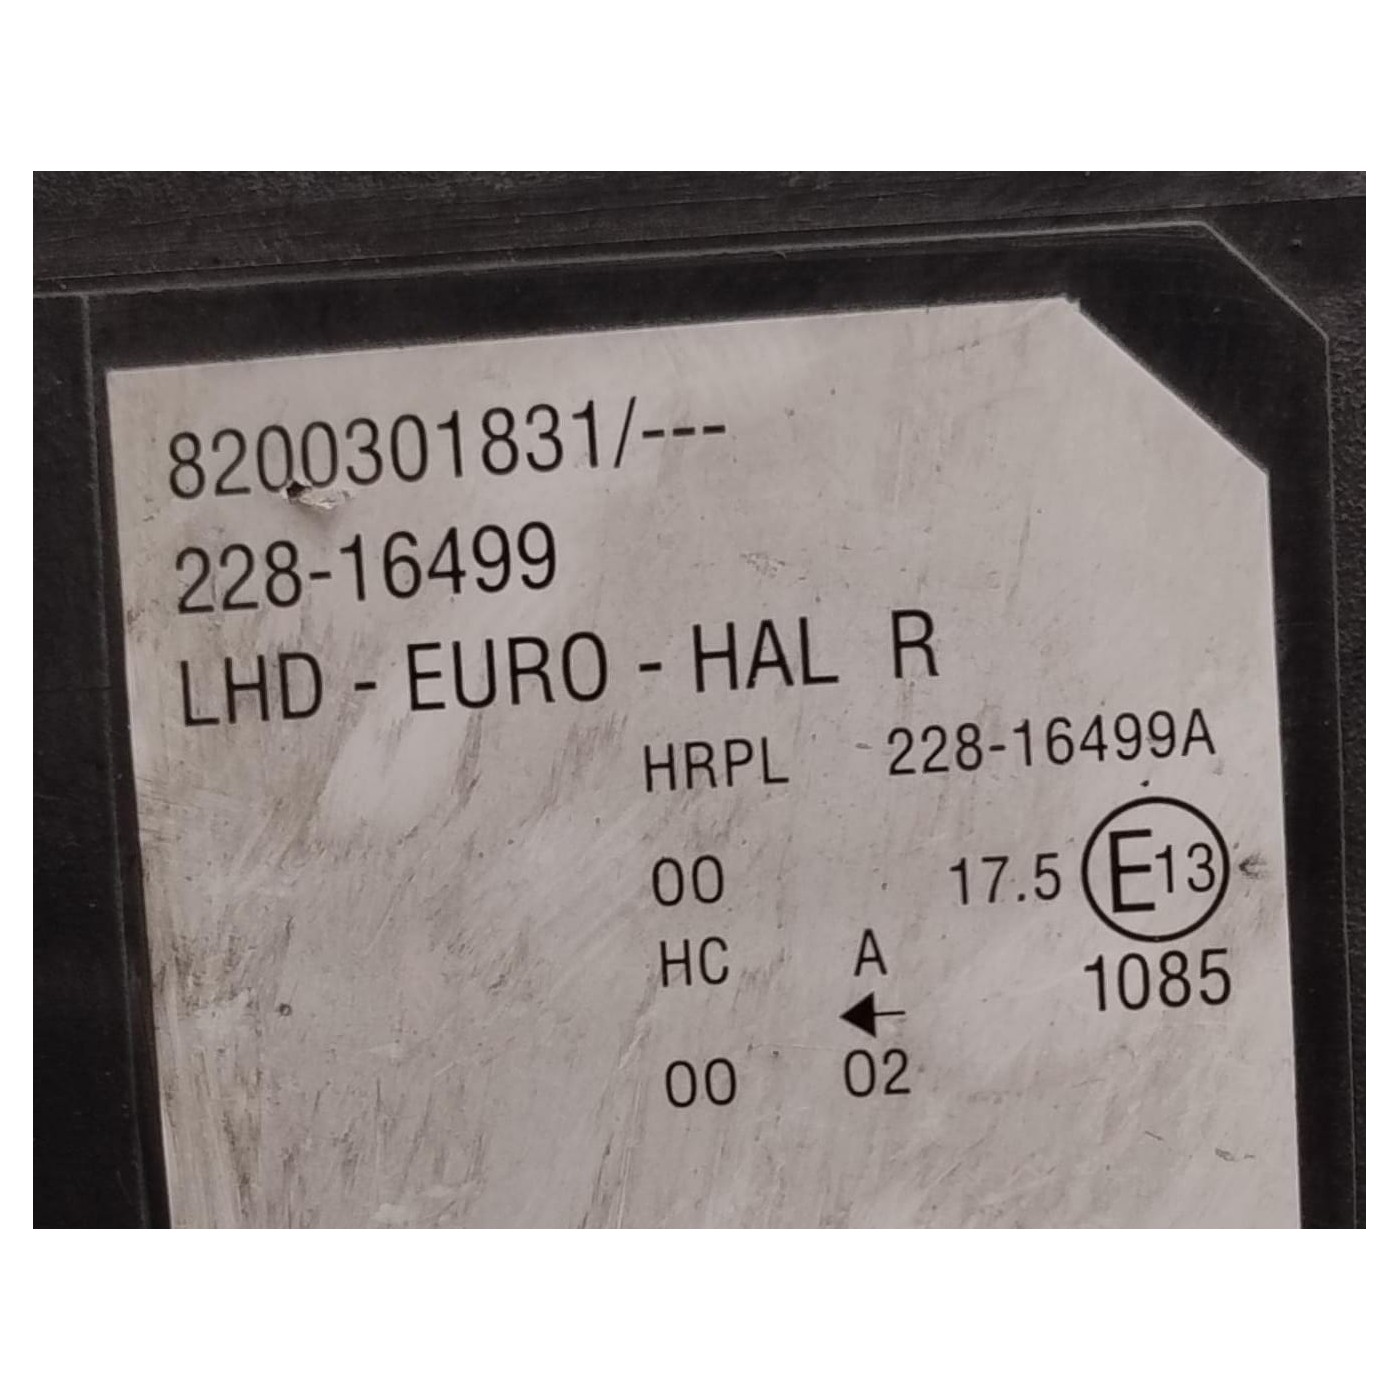 8200301831/---
228-16499
LHD - EURO - HAL R
HRPL 228-16499A
00 17.5 E13
HC A 1085
←
00 02